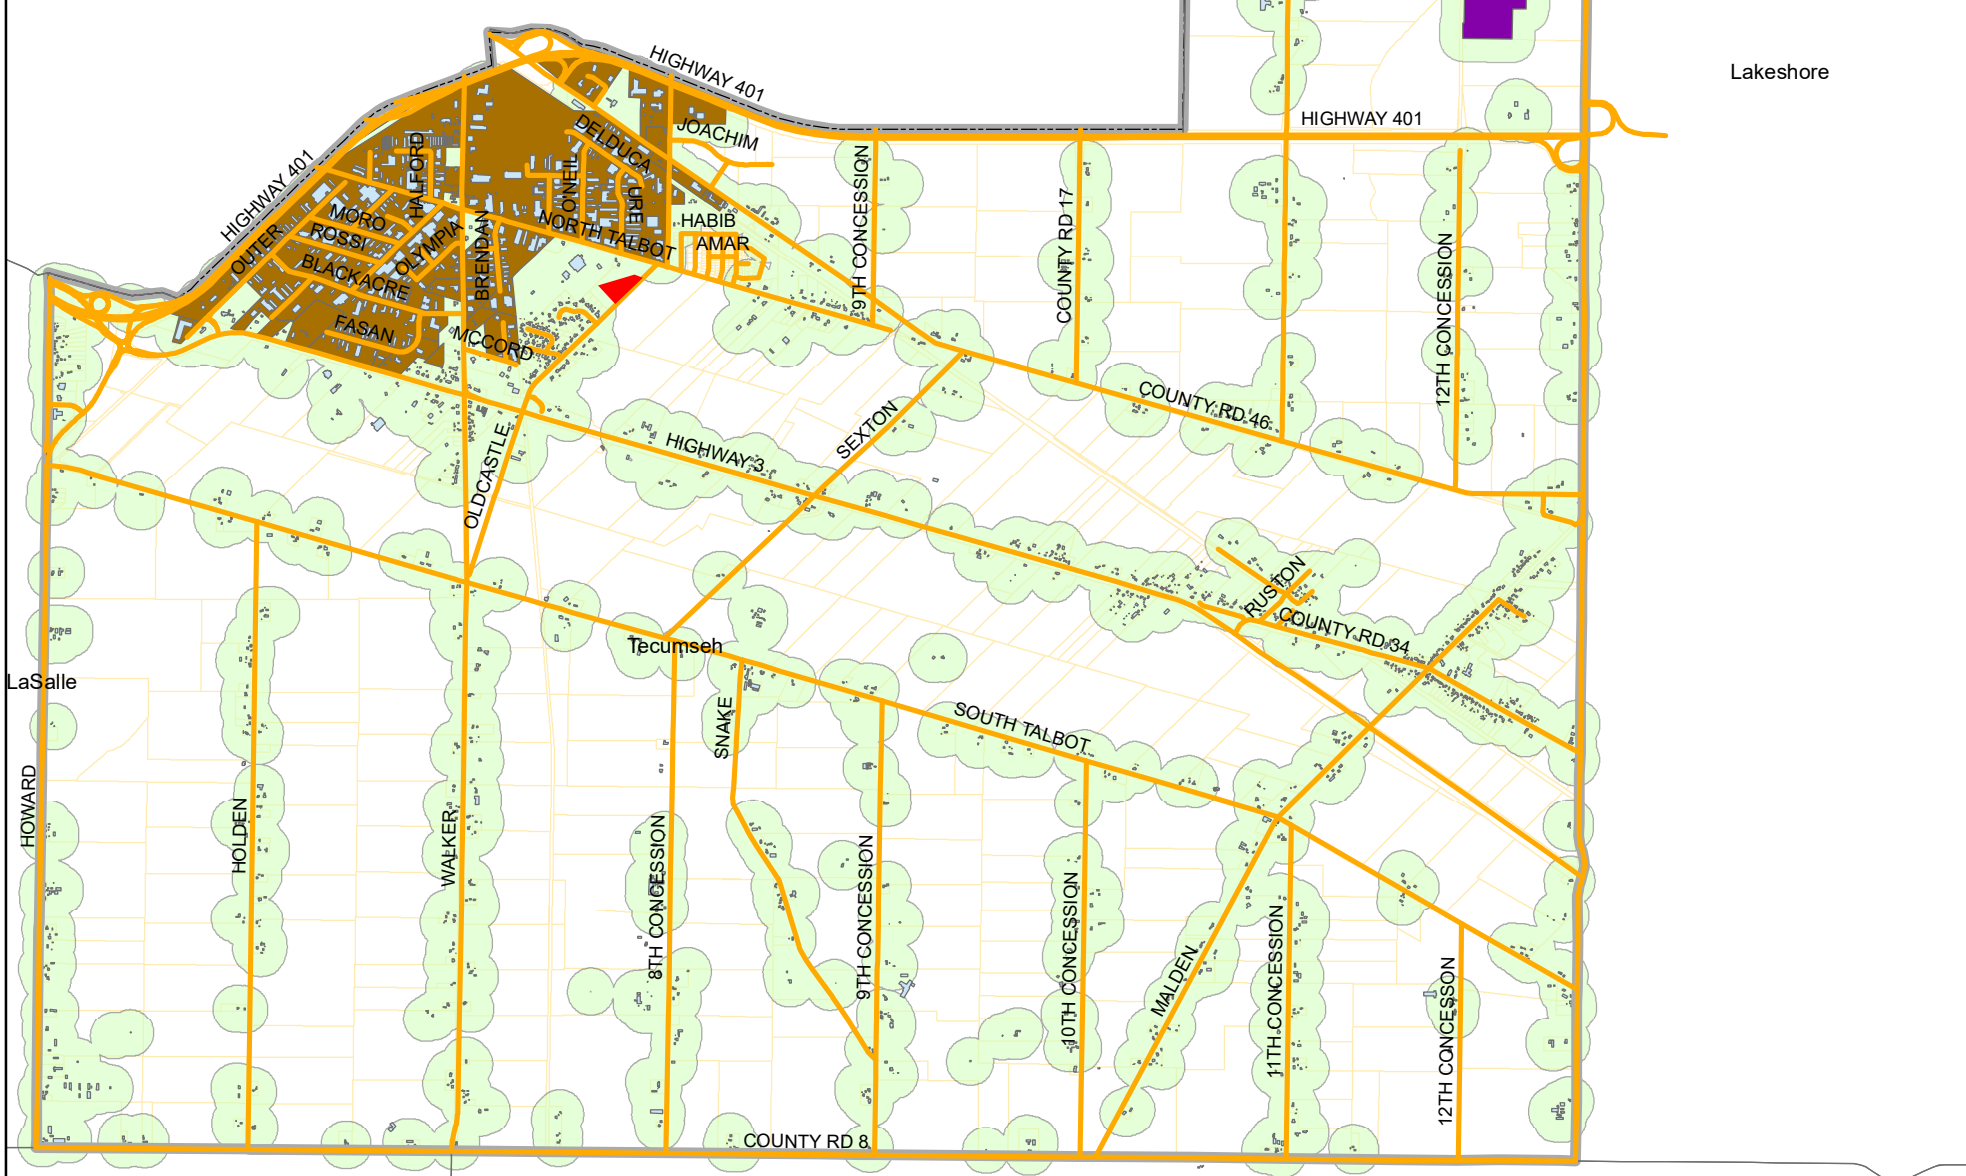 HIGHWAY 401
Lakeshore
HIGHWAY 401
JOACHIM
DELDUCA
HALFORD
HIGHWAY 401
O'NEIL
URE
9TH CONCESSION
COUNTY RD 17
MORO
HABIB
NORTH TALBOT
ROSSI
OLYMPIA
BRENDAN
AMAR
OUTER
BLACKACRE
12TH CONCESSION
FASAN
MCCORD
COUNTY RD 46
SEXTON
HIGHWAY 3
OLDCASTLE
RUSTON
COUNTY RD 34
Tecumseh
LaSalle
SNAKE
SOUTH TALBOT
HOWARD
HOLDEN
WALKER
8TH CONCESSION
9TH CONCESSION
10TH CONCESSION
MALDEN
11TH CONCESSION
12TH CONCESSON
COUNTY RD 8